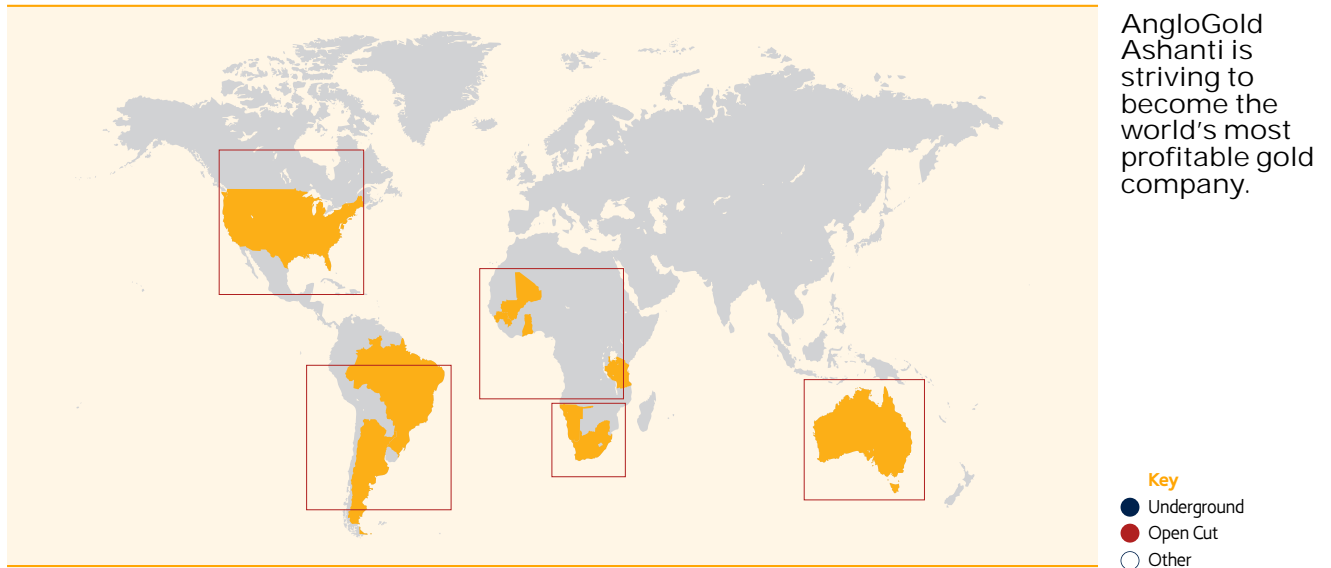 AngloGold
Ashanti is
striving to
become the
world's most
profitable gold
company.
Key
Underground
Open Cut
Other